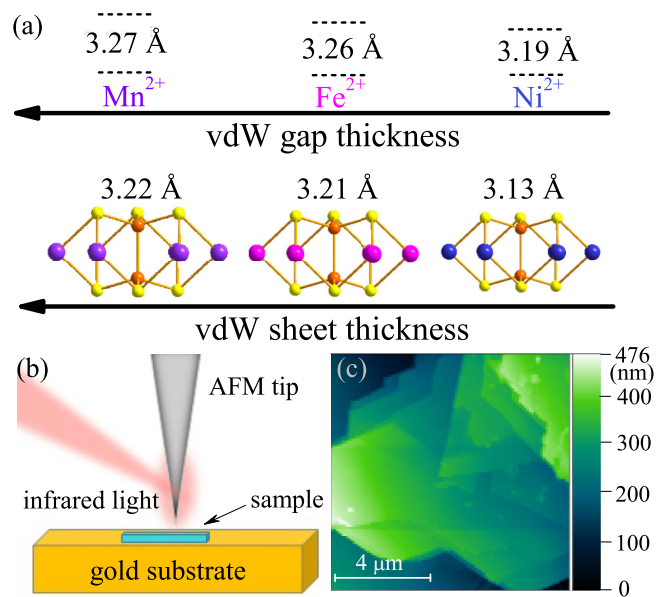 (a)
3.27 Å 3.26 Å 3.19 Å
Mn²⁺ Fe²⁺ Ni²⁺
vdW gap thickness
3.22 Å 3.21 Å 3.13 Å
vdW sheet thickness
(b)
AFM tip
infrared light
sample
gold substrate
(c)
476
(nm)
400
300
200
100
0
4 μm